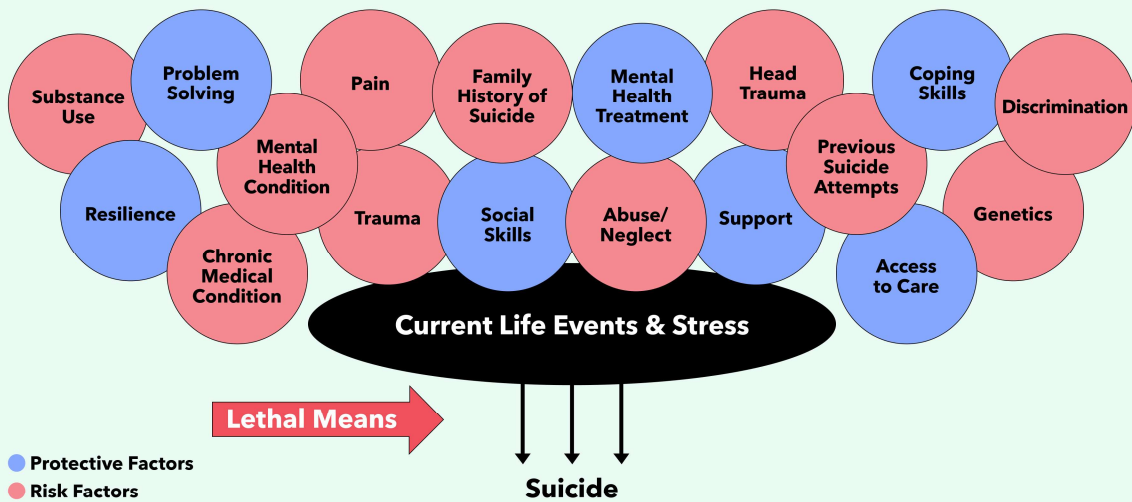 Substance
Use
Problem
Solving
Pain
Family
History of
Suicide
Mental
Health
Treatment
Head
Trauma
Coping
Skills
Discrimination
Resilience
Mental
Health
Condition
Chronic
Medical
Condition
Trauma
Social
Skills
Abuse/
Neglect
Support
Previous
Suicide
Attempts
Access
to Care
Genetics
Current Life Events & Stress
Lethal Means
Protective Factors
Risk Factors
Suicide